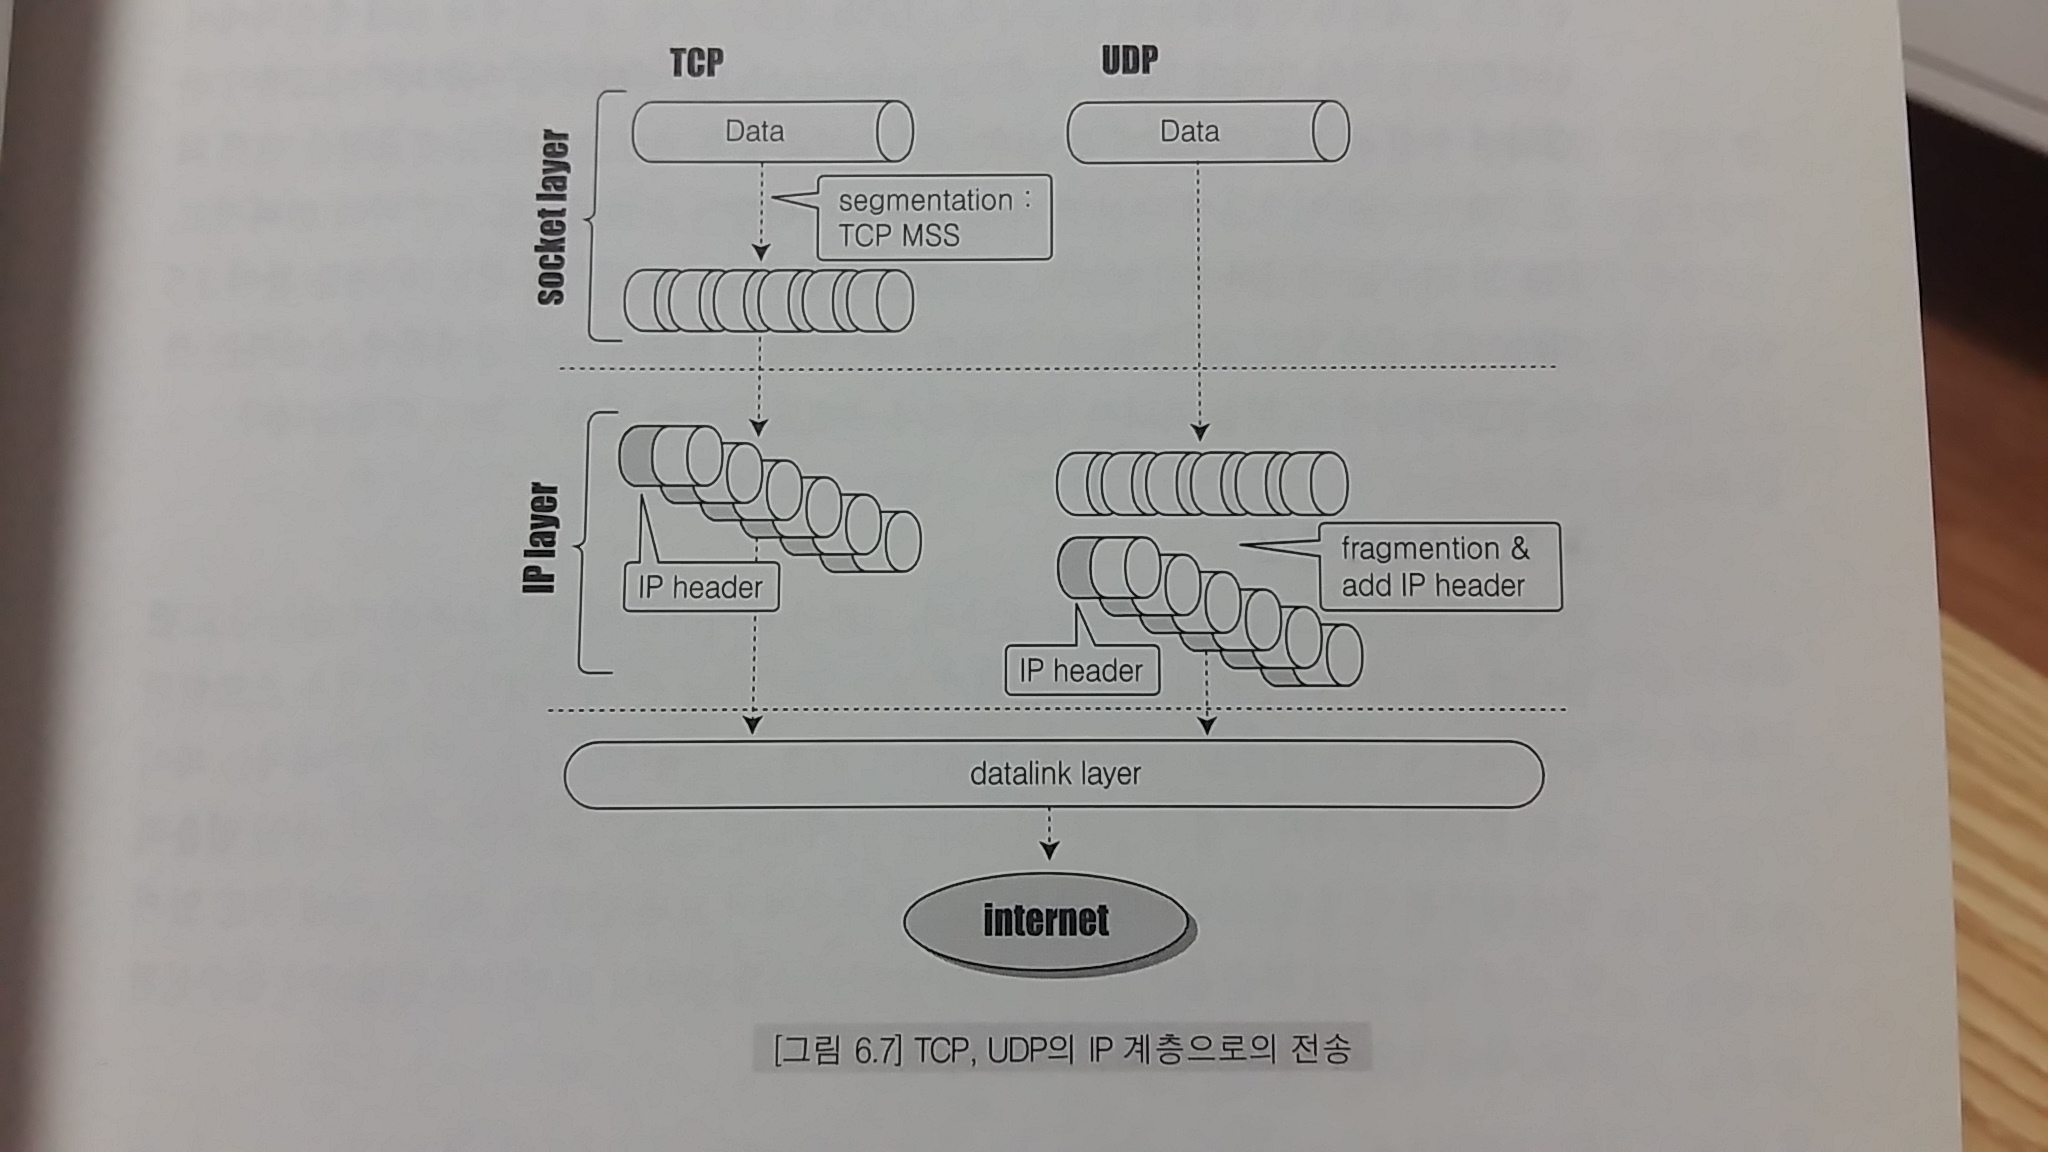 TCP
UDP
socket layer
Data
Data
segmentation :
TCP MSS
IP layer
IP header
fragmention &
add IP header
IP header
datalink layer
internet
[그림 6.7] TCP, UDP의 IP 계층으로의 전송